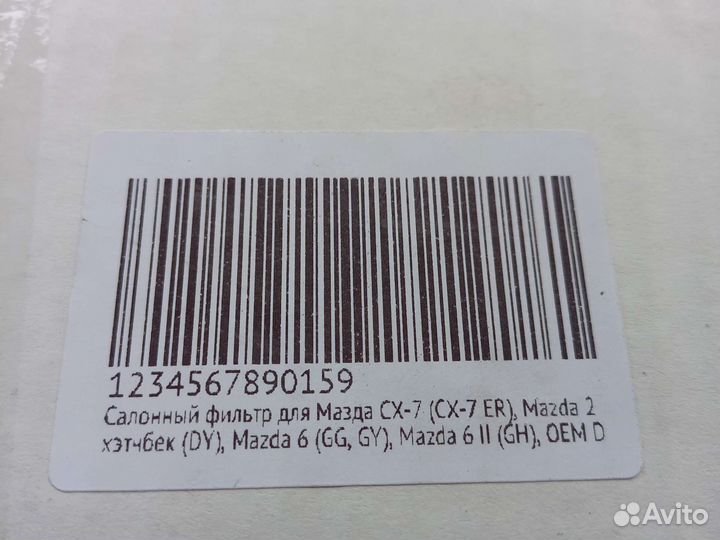 1234567890159
Салонный фильтр для Мазда CX-7 (CX-7 ER), Mazda 2
хэтчбек (DY), Mazda 6 (GG, GY), Mazda 6 II (GH), OEM D
Avito